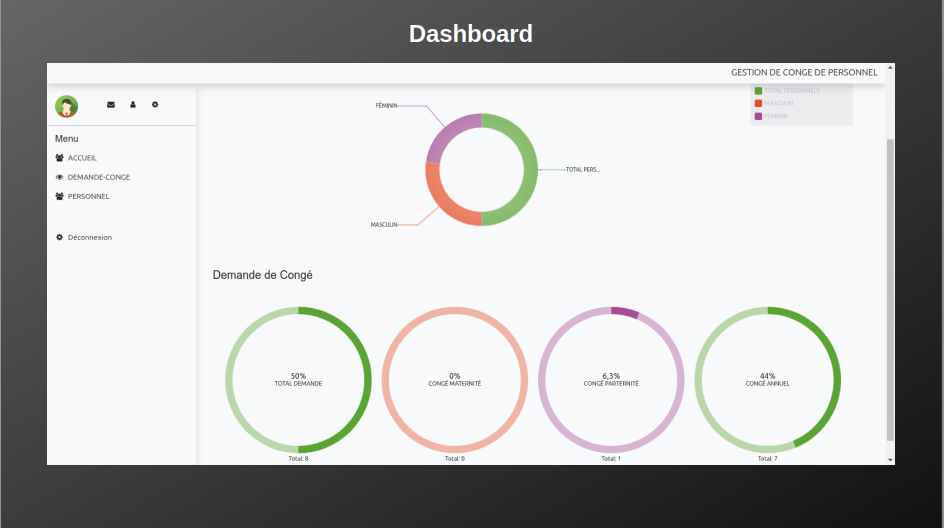 Dashboard
GESTION DE CONGE DE PERSONNEL
Menu
ACCUEIL
DEMANDE-CONGE
PERSONNEL
Déconnexion
TOTAL PERSONNELS
MASCULIN
FÉMININ
FÉMININ
TOTAL PERS...
MASCULIN
Demande de Congé
50%
TOTAL DEMANDE
Total: 8
0%
CONGÉ MATERNITÉ
Total: 0
6,3%
CONGÉ PARTERNITÉ
Total: 1
44%
CONGÉ ANNUEL
Total: 7